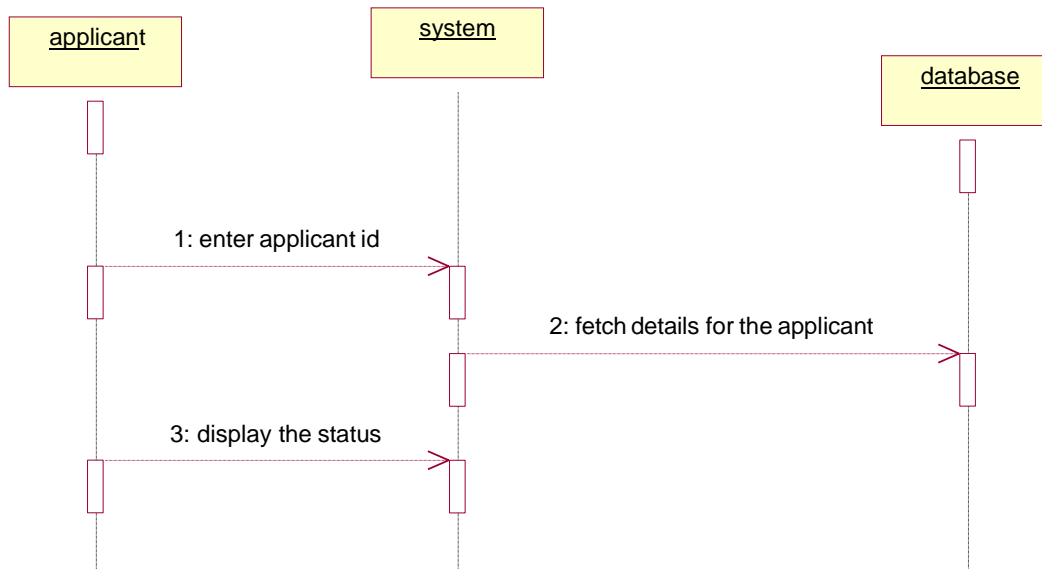 applicant
system
database
1: enter applicant id
2: fetch details for the applicant
3: display the status